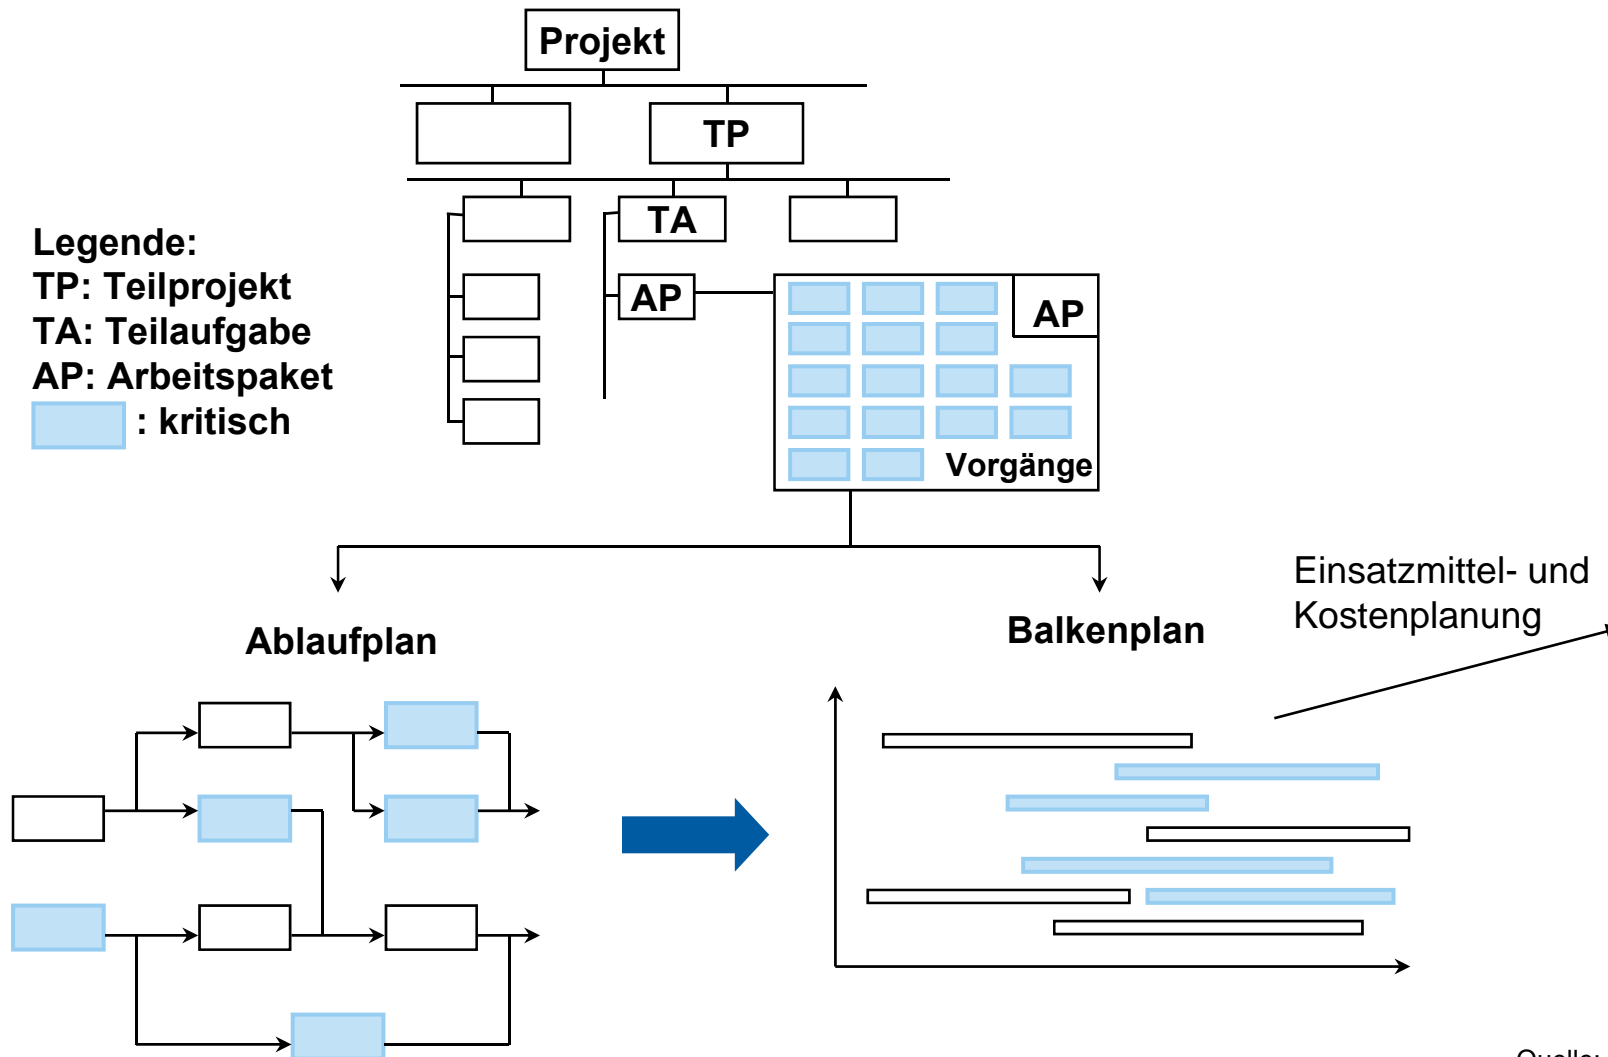 Projekt
TP
TA
Legende:
TP: Teilprojekt
TA: Teilaufgabe
AP: Arbeitspaket
: kritisch
AP
AP
Vorgänge
Einsatzmittel- und
Kostenplanung
Ablaufplan
Balkenplan
Quelle: